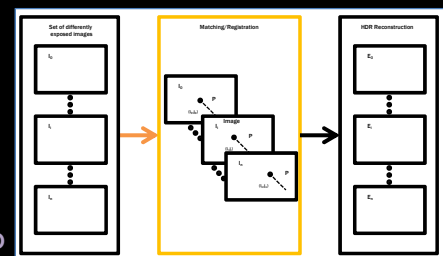 Set of differently
exposed images
I₀
Iᵢ
Iₙ
Matching/Registration
I₀
P
Image
Iᵢ
P
Iₙ
P
HDR Reconstruction
E₀
Eᵢ
Eₙ